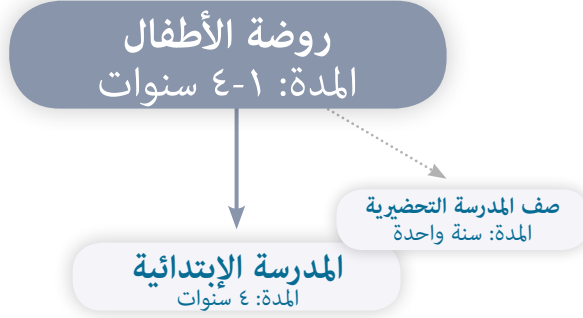 روضة الأطفال
المدة: ١-٤ سنوات
صف المدرسة التحضيرية
المدة: سنة واحدة
المدرسة الإبتدائية
المدة: ٤ سنوات